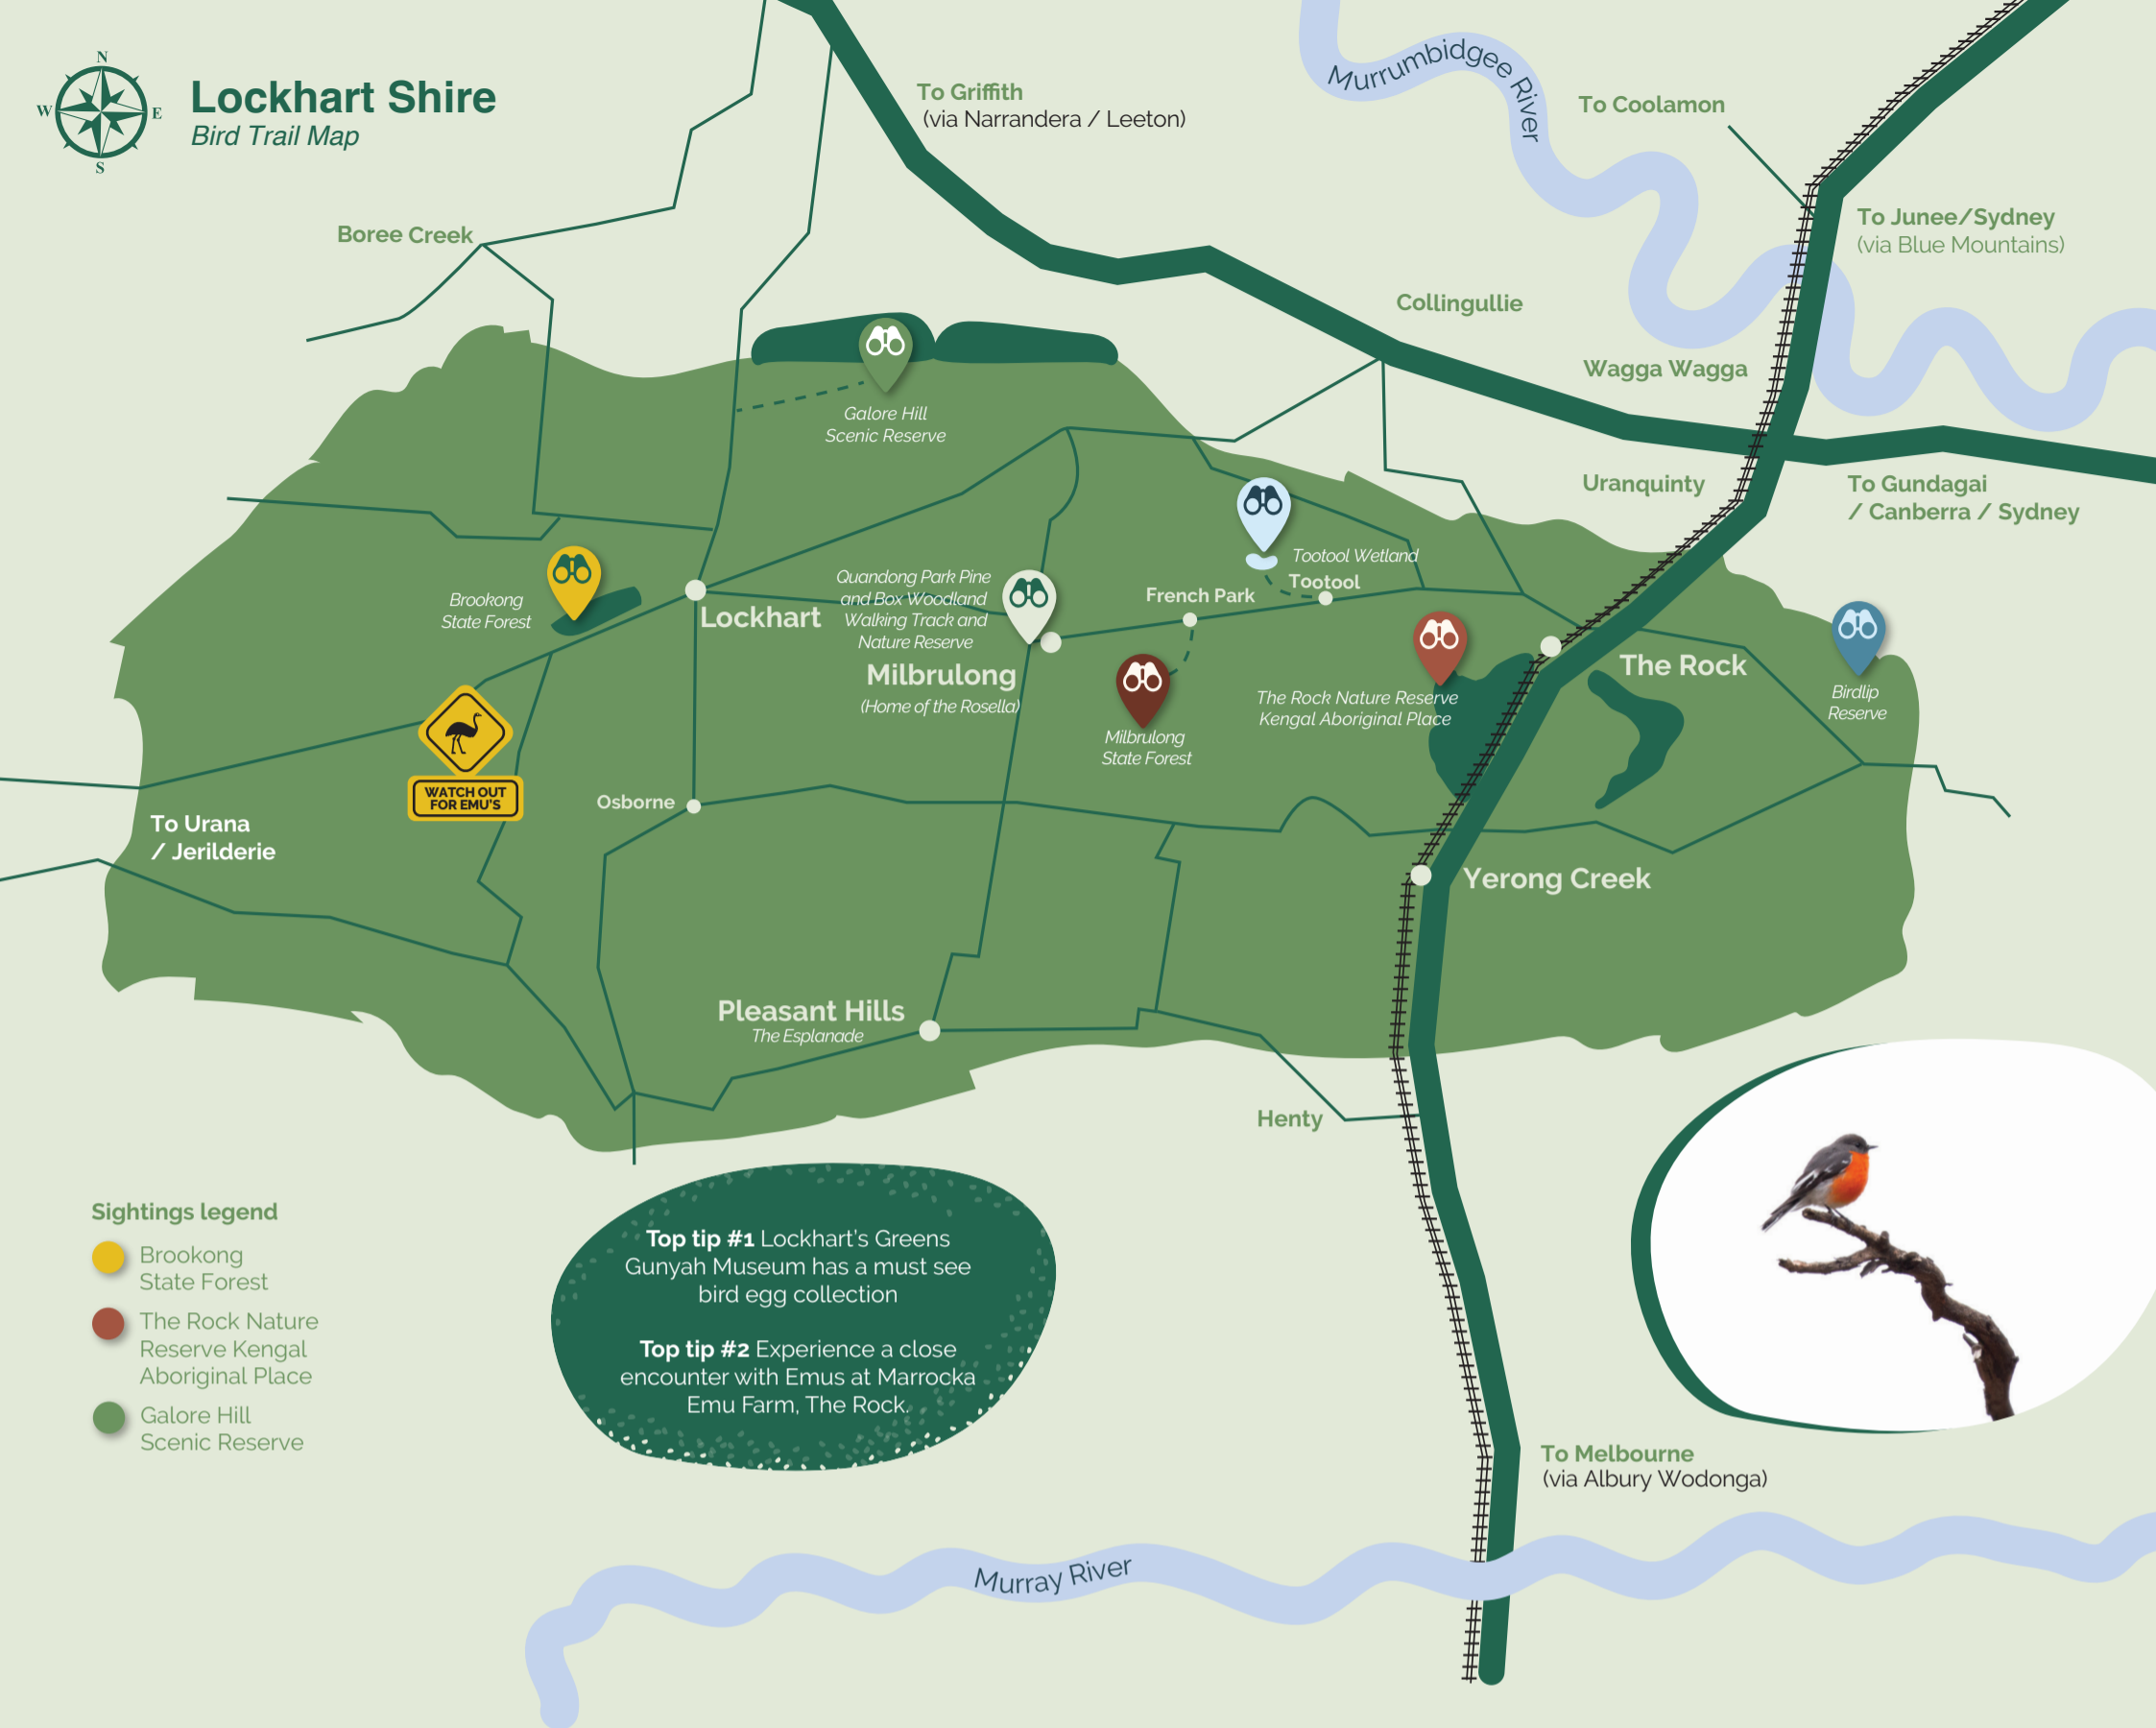 N
W
E
S
Lockhart Shire
Bird Trail Map
To Griffith
(via Narrandera / Leeton)
Murrumbidgee River
To Coolamon
To Junee/Sydney
(via Blue Mountains)
Boree Creek
Collingullie
Wagga Wagga
Galore Hill
Scenic Reserve
Uranquinty
To Gundagai
/ Canberra / Sydney
Tootool Wetland
Tootool
French Park
Quandong Park Pine
and Box Woodland
Walking Track and
Nature Reserve
Brookong
State Forest
Lockhart
Milbrulong
(Home of the Rosella)
The Rock
The Rock Nature Reserve
Kengal Aboriginal Place
Birdlip
Reserve
Milbrulong
State Forest
WATCH OUT
FOR EMU'S
Osborne
To Urana
/ Jerilderie
Yerong Creek
Pleasant Hills
The Esplanade
Henty
Sightings legend
Brookong
State Forest
The Rock Nature
Reserve Kengal
Aboriginal Place
Galore Hill
Scenic Reserve
Top tip #1 Lockhart's Greens
Gunyah Museum has a must see
bird egg collection
Top tip #2 Experience a close
encounter with Emus at Marrocka
Emu Farm, The Rock.
To Melbourne
(via Albury Wodonga)
Murray River